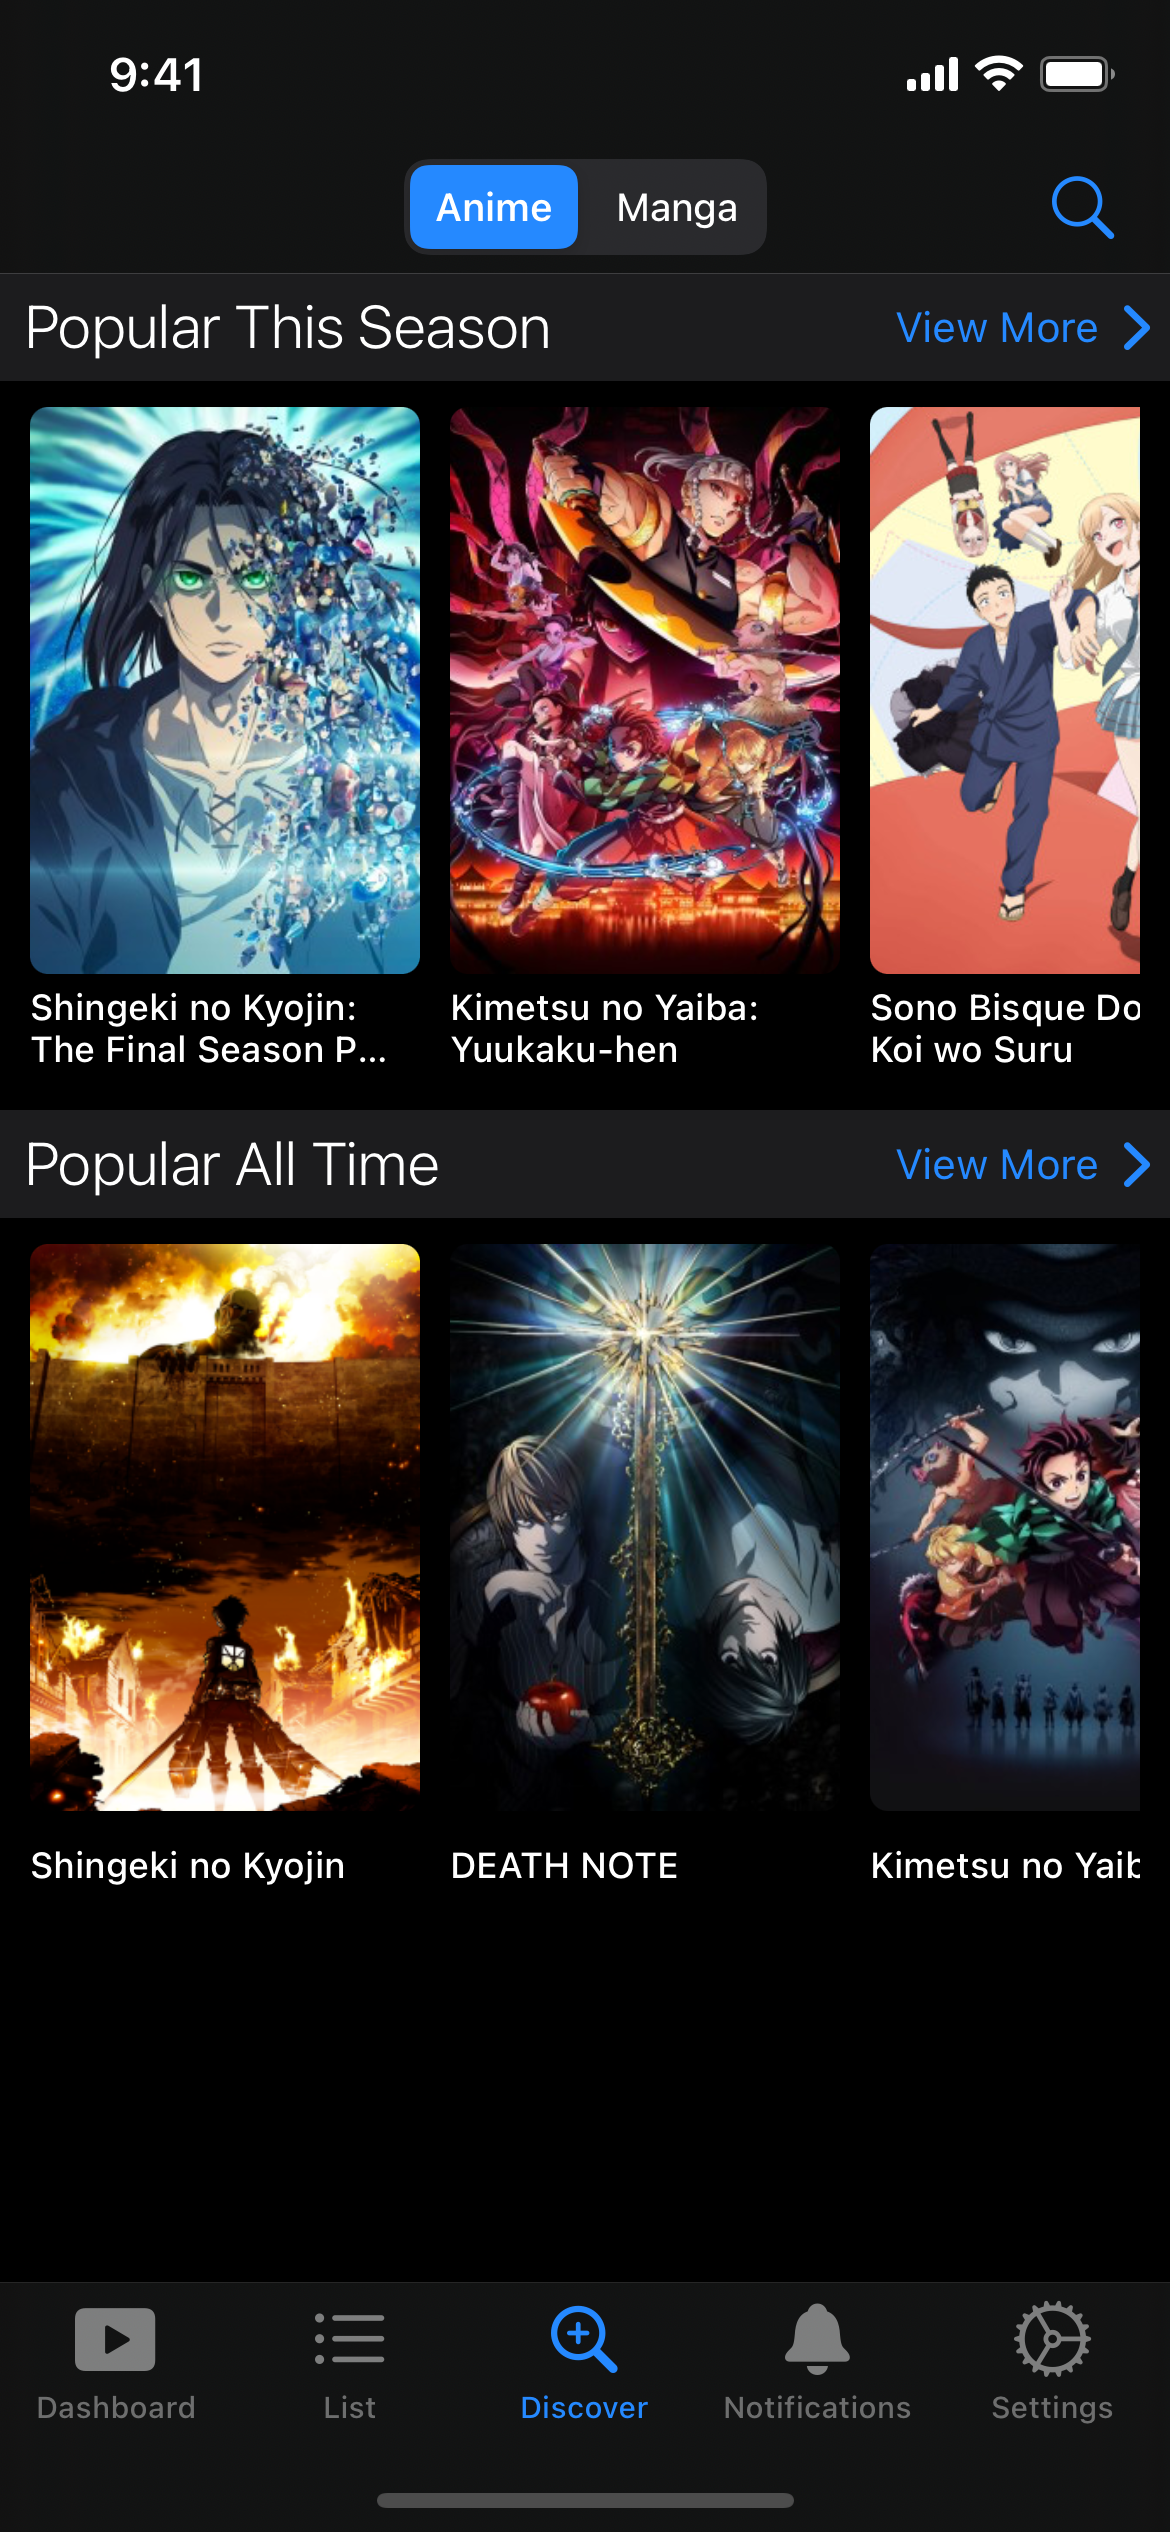 9:41
Anime Manga
Popular This Season View More
Shingeki no Kyojin:
The Final Season P...
Kimetsu no Yaiba:
Yuukaku-hen
Sono Bisque Do
Koi wo Suru
Popular All Time View More
Shingeki no Kyojin
DEATH NOTE
Kimetsu no Yaib
Dashboard List Discover Notifications Settings